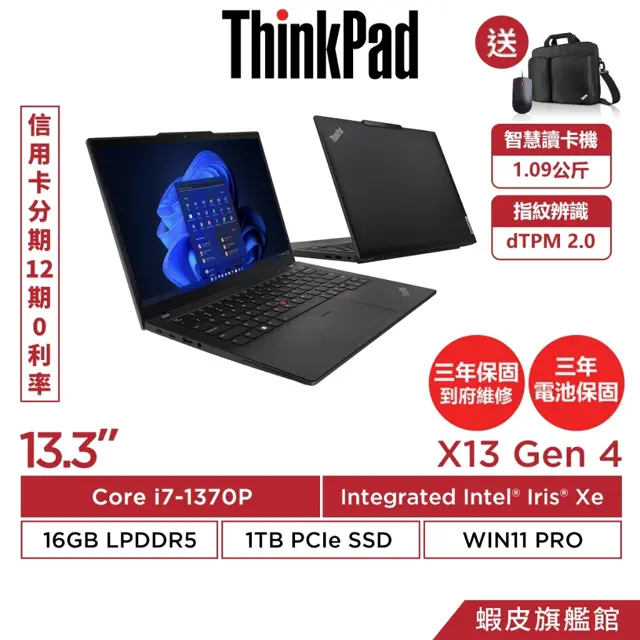 ThinkPad
送
智慧讀卡機
1.09公斤
指紋辨識
dTPM 2.0
信用卡分期12期0利率
ThinkPad
ThinkPad
三年保固
到府維修
三年
電池保固
13.3”
X13 Gen 4
Core i7-1370P
Integrated Intel® Iris® Xe
16GB LPDDR5
1TB PCIe SSD
WIN11 PRO
蝦皮旗艦館